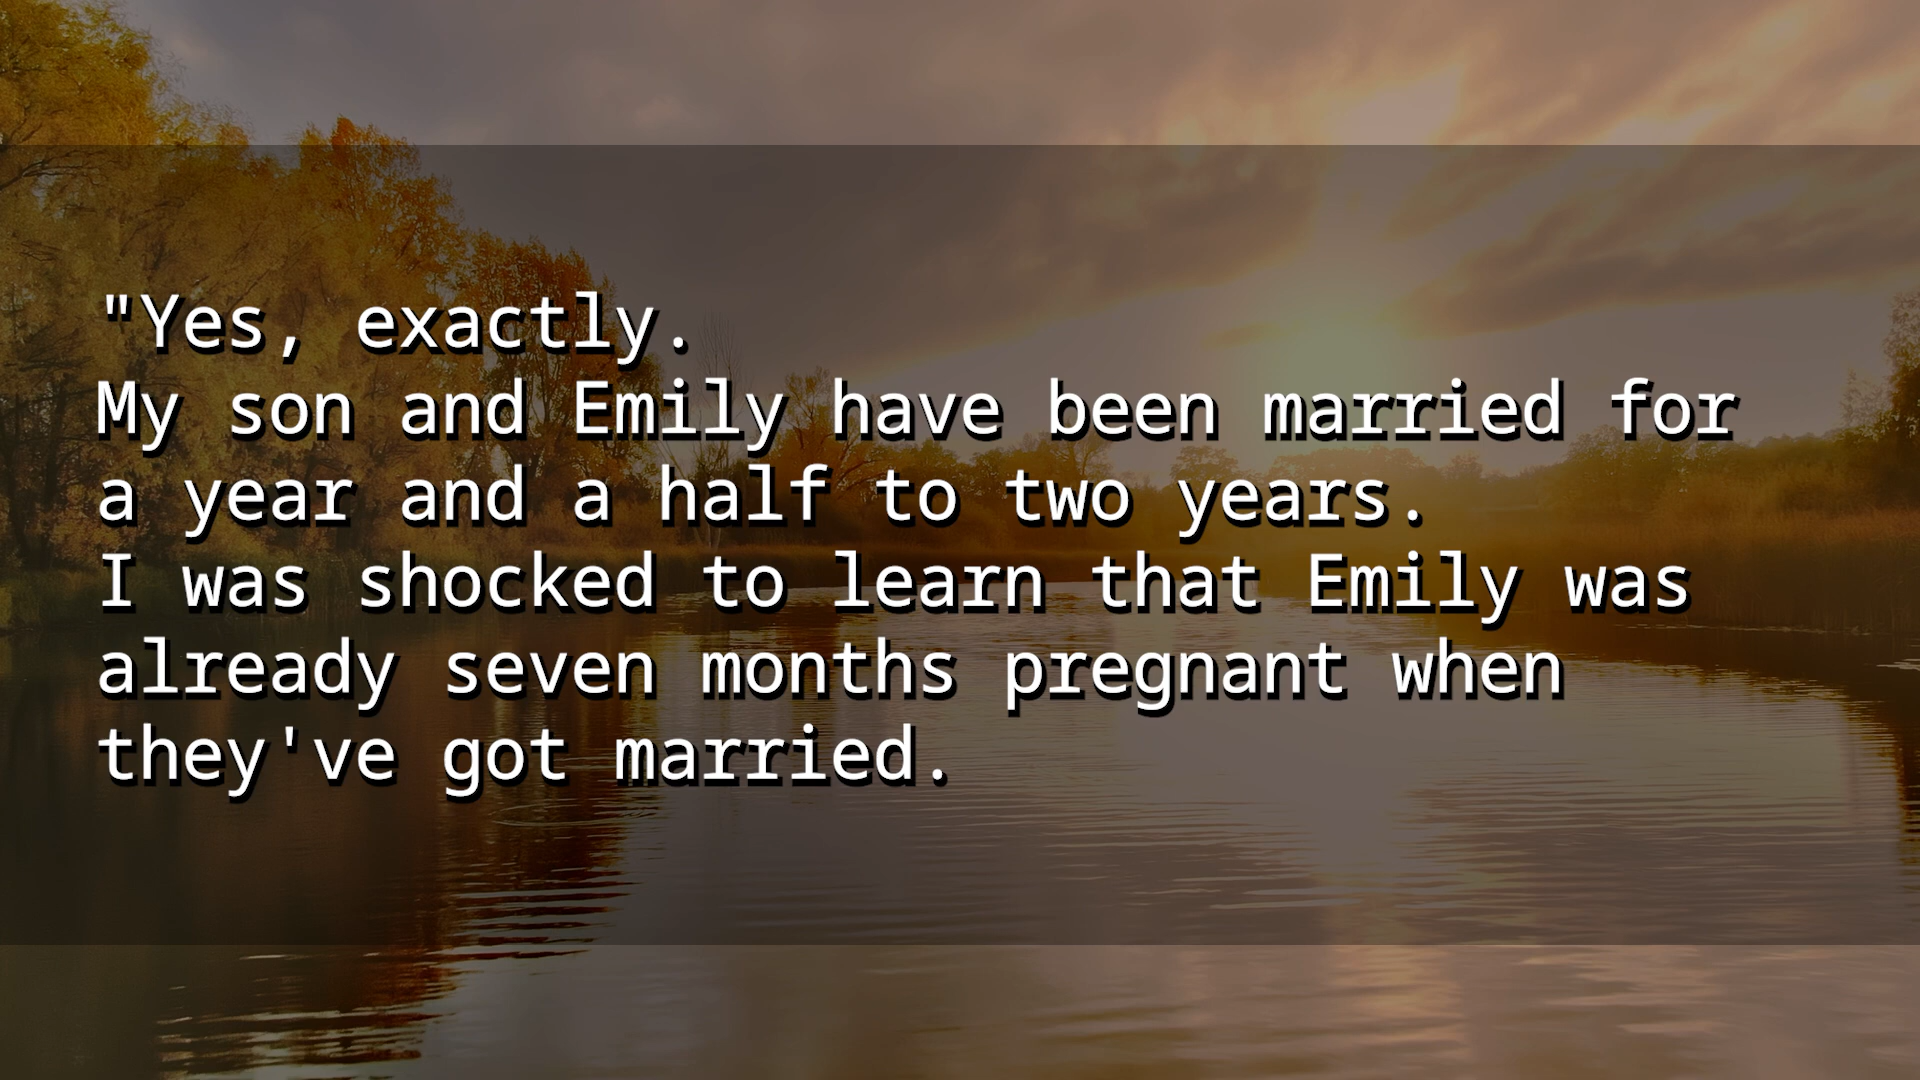 "Yes, exactly.
My son and Emily have been married for
a year and a half to two years.
I was shocked to learn that Emily was
already seven months pregnant when
they've got married.